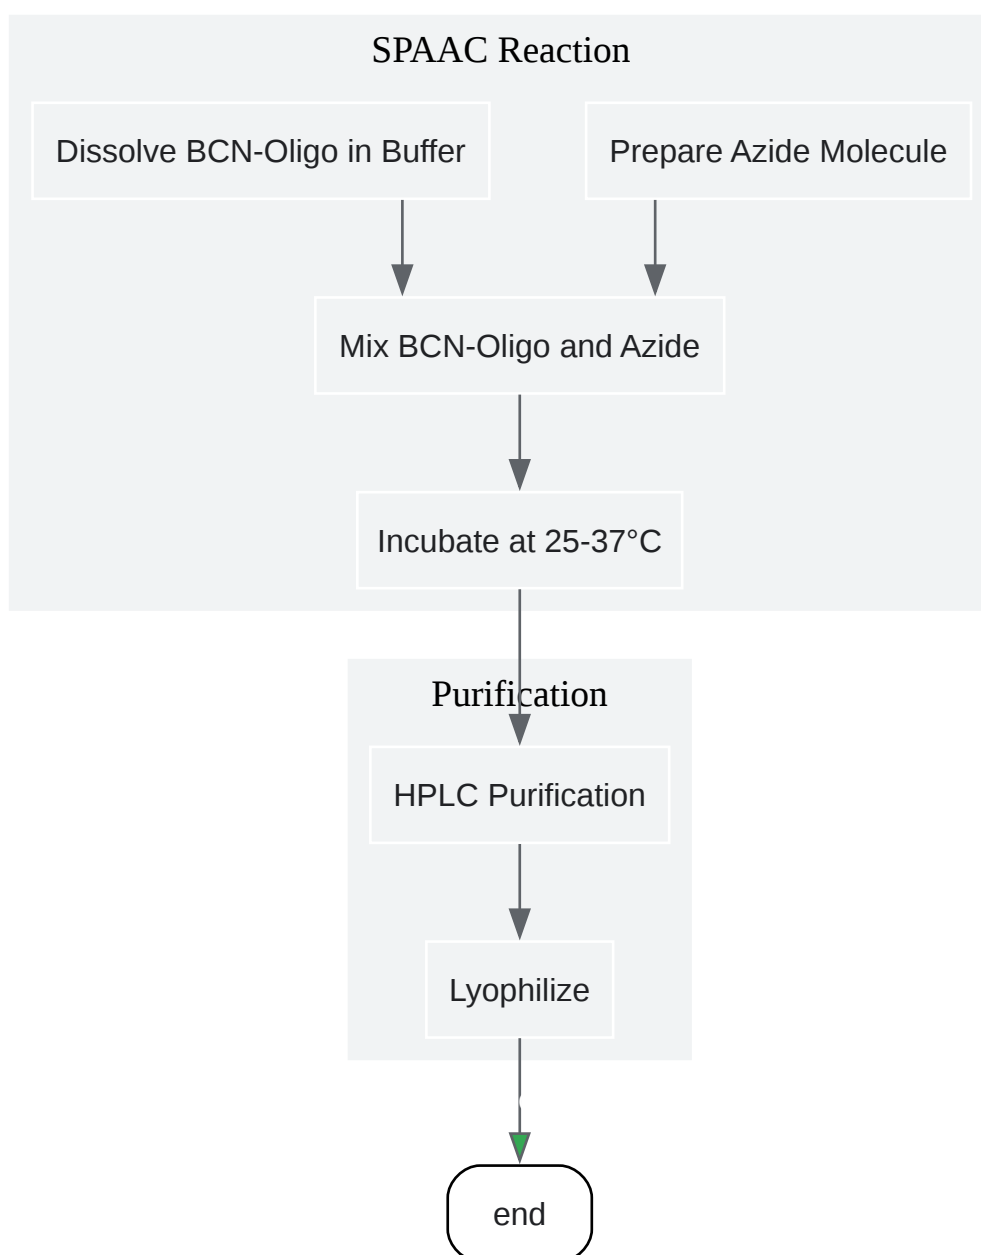 SPAAC Reaction
Dissolve BCN-Oligo in Buffer
Prepare Azide Molecule
Mix BCN-Oligo and Azide
Incubate at 25-37°C
Purification
HPLC Purification
Lyophilize
end